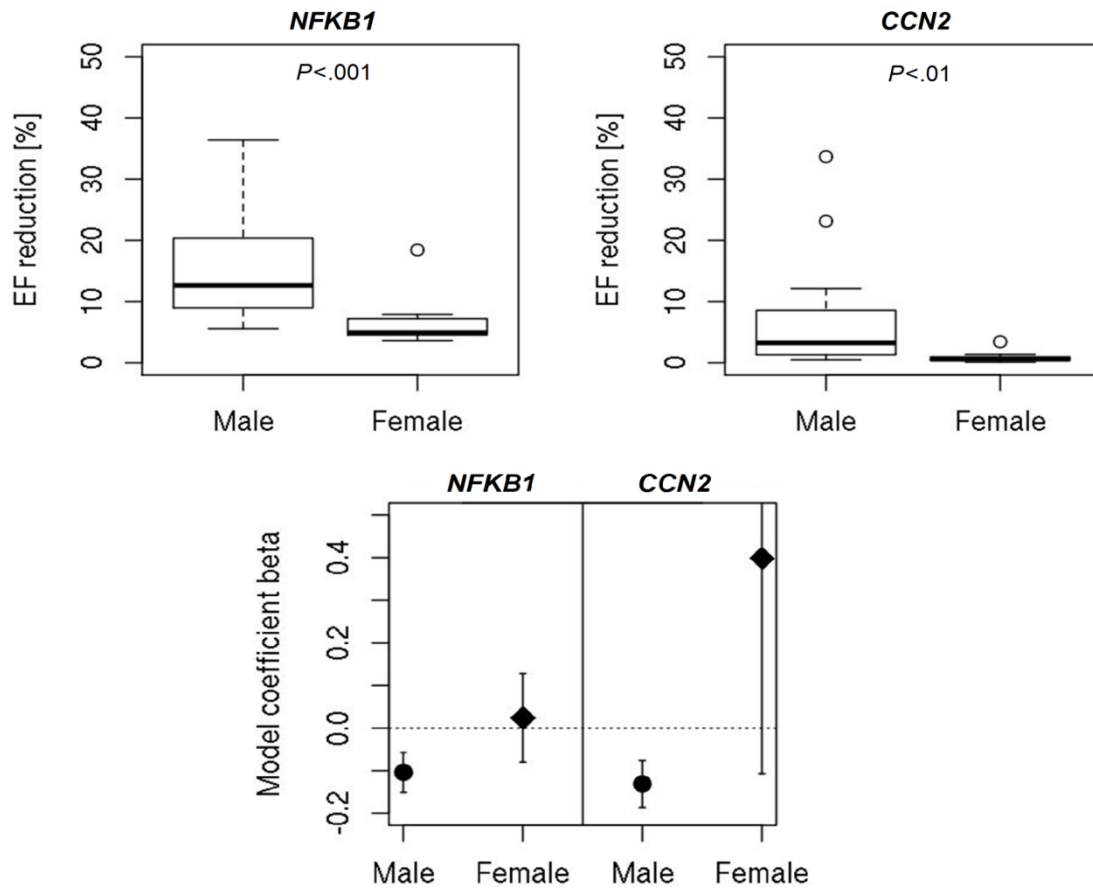 NFKB1
P<.001
EF reduction [%]
50
40
30
20
10
0
Male Female
CCN2
P<.01
EF reduction [%]
50
40
30
20
10
0
Male Female
NFKB1 CCN2
Model coefficient beta
0.4
0.2
0.0
-0.2
Male Female Male Female